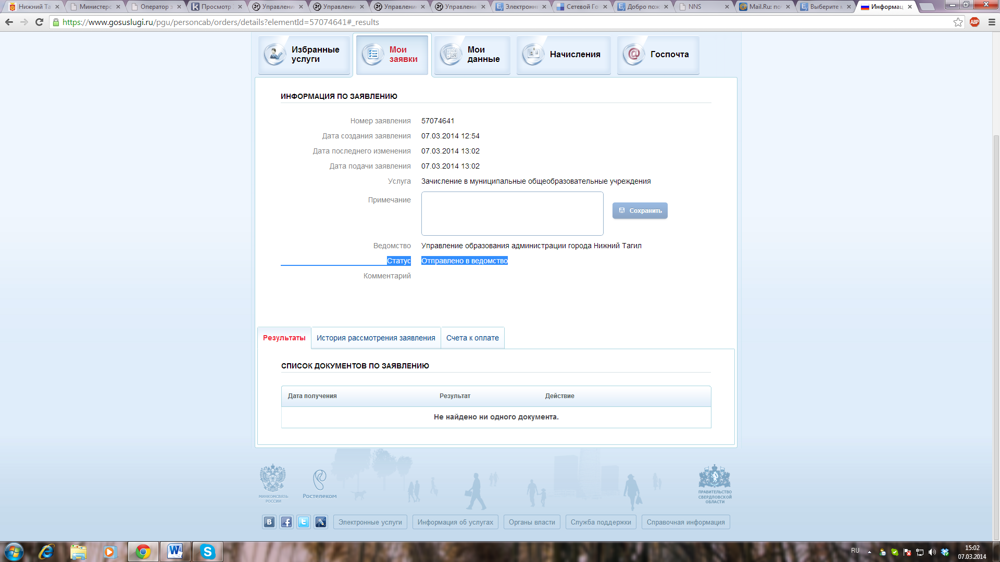 Нижний Та
Министерс
Оператор э
Просмотр
Управлени
Управлени
Управлени
Управлени
Электронн
Сетевой Го
Добро пож
NNS
Mail.Ru: по
Выберите
Информац
https://www.gosuslugi.ru/pgu/personcab/orders/details?elementId=57074641#_results
ABP
Избранные
услуги
Мои
заявки
Мои
данные
Начисления
Госпочта
ИНФОРМАЦИЯ ПО ЗАЯВЛЕНИЮ
Номер заявления 57074641
Дата создания заявления 07.03.2014 12:54
Дата последнего изменения 07.03.2014 13:02
Дата подачи заявления 07.03.2014 13:02
Услуга Зачисление в муниципальные общеобразовательные учреждения
Примечание
Сохранить
Ведомство Управление образования администрации города Нижний Тагил
Статус Отправлено в ведомство
Комментарий
Результаты История рассмотрения заявления Счета к оплате
СПИСОК ДОКУМЕНТОВ ПО ЗАЯВЛЕНИЮ
Дата получения Результат Действие
Не найдено ни одного документа.
МИНКОМСВЯЗЬ
РОССИИ
Ростелеком
ПРАВИТЕЛЬСТВО
СВЕРДЛОВСКОЙ
ОБЛАСТИ
Электронные услуги Информация об услугах Органы власти Служба поддержки Справочная информация
RU
15:02
07.03.2014